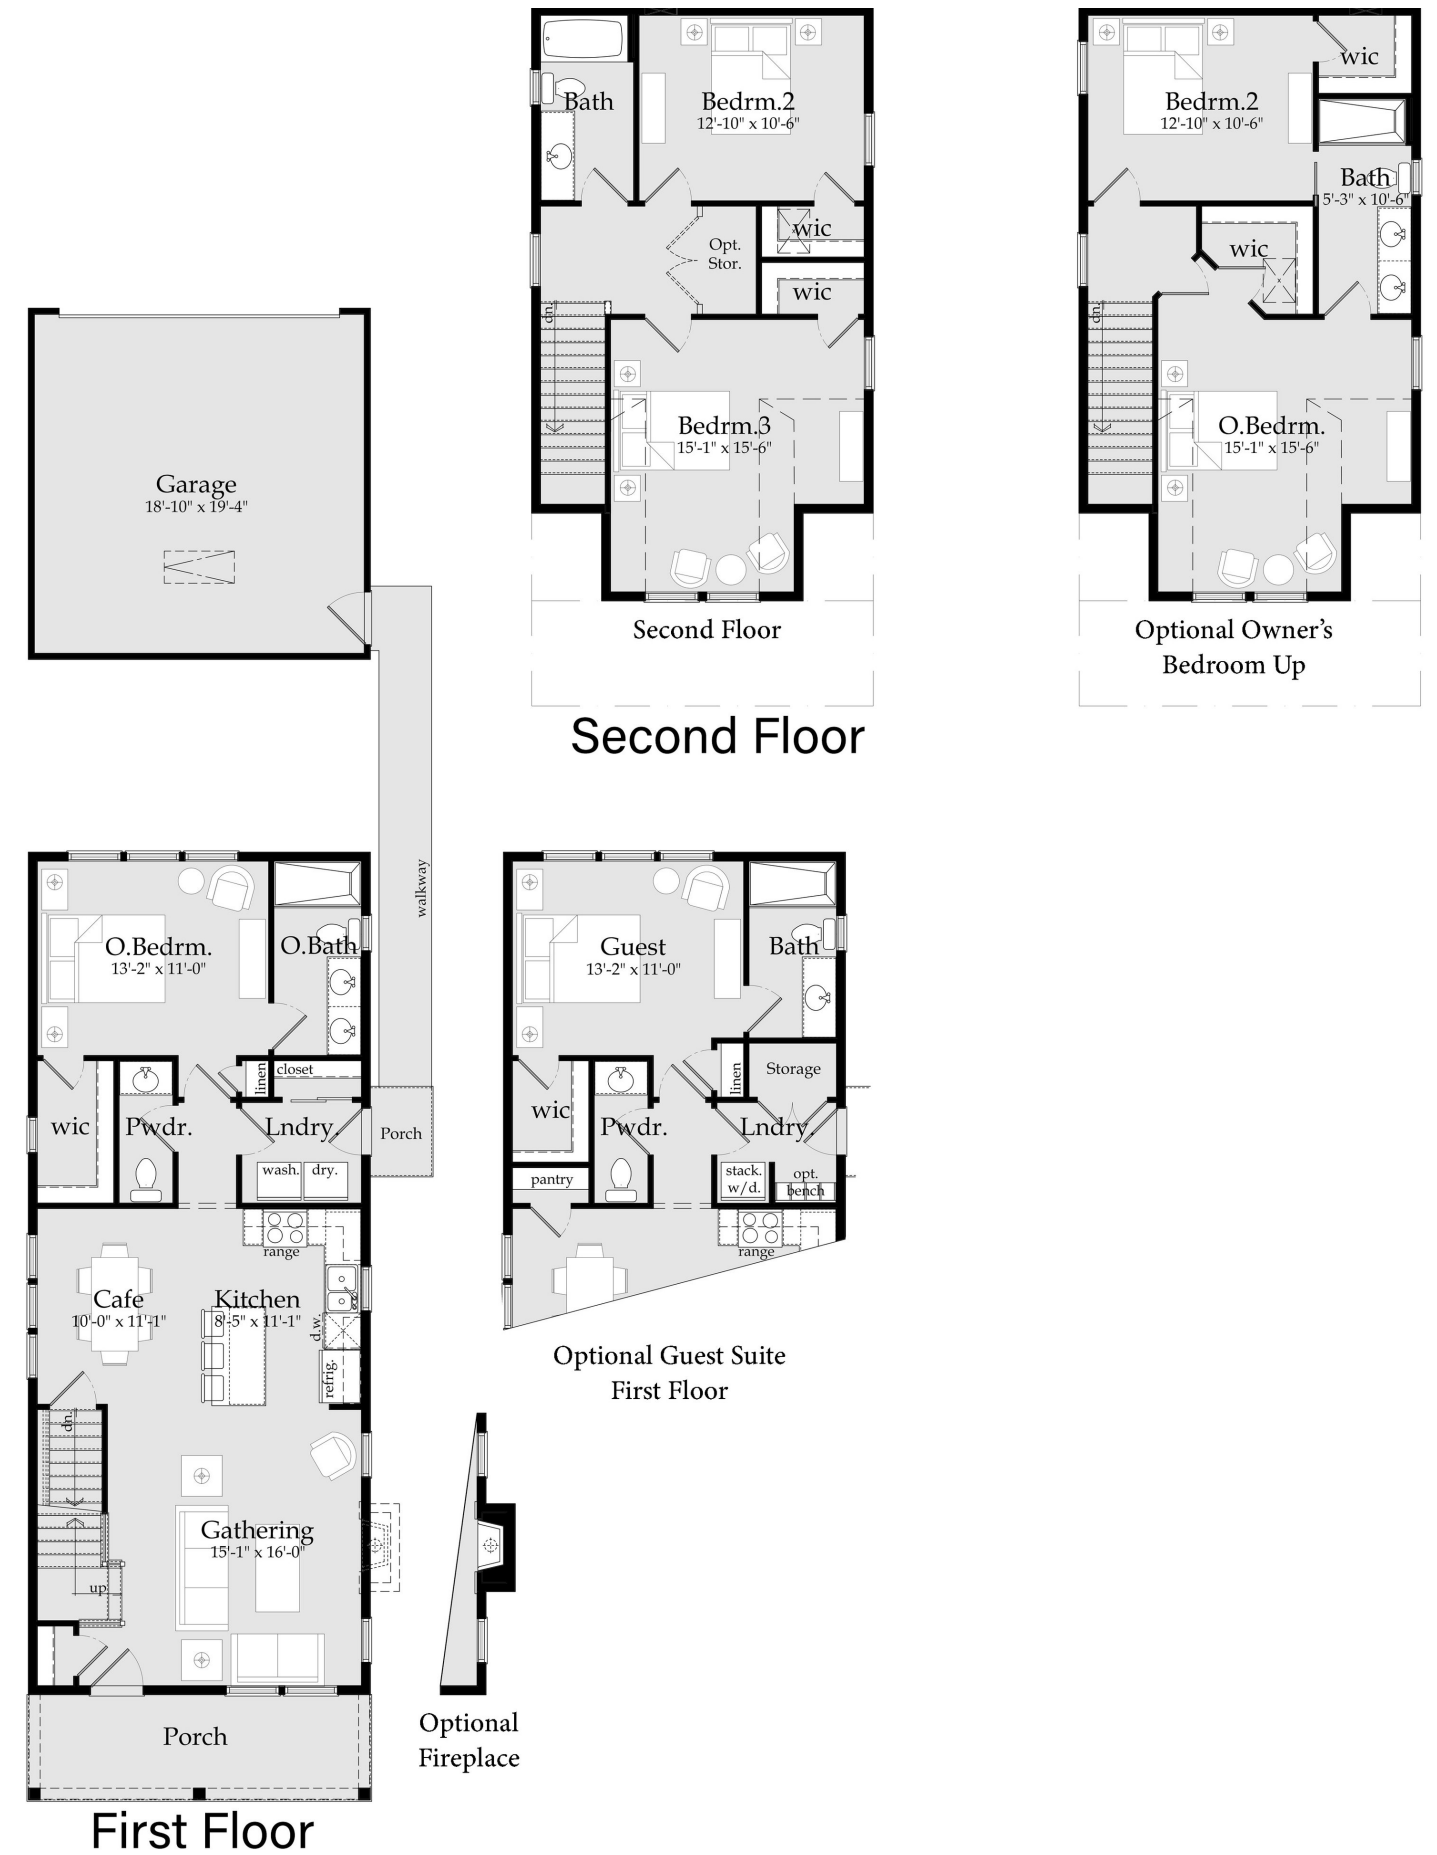 Bath
Bedrm.2
12'-10" x 10'-6"
wic
Opt.
Stor.
wic
dn.
Bedrm.3
15'-1" x 15'-6"
Second Floor
Second Floor
wic
Bedrm.2
12'-10" x 10'-6"
Bath
5'-3" x 10'-6"
wic
dn.
O.Bedrm.
15'-1" x 15'-6"
Optional Owner's
Bedroom Up
Garage
18'-10" x 19'-4"
walkway
O.Bedrm.
13'-2" x 11'-0"
O.Bath
linen
closet
wic
Pwdr.
Lndry.
Porch
wash.
dry.
range
Cafe
10'-0" x 11'-1"
Kitchen
8'-5" x 11'-1"
d.w.
refrig.
dn.
Gathering
15'-1" x 16'-0"
up
Porch
First Floor
Guest
13'-2" x 11'-0"
Bath
linen
Storage
wic
Pwdr.
Lndry.
pantry
stack.
w/d.
opt.
bench
range
Optional Guest Suite
First Floor
Optional
Fireplace